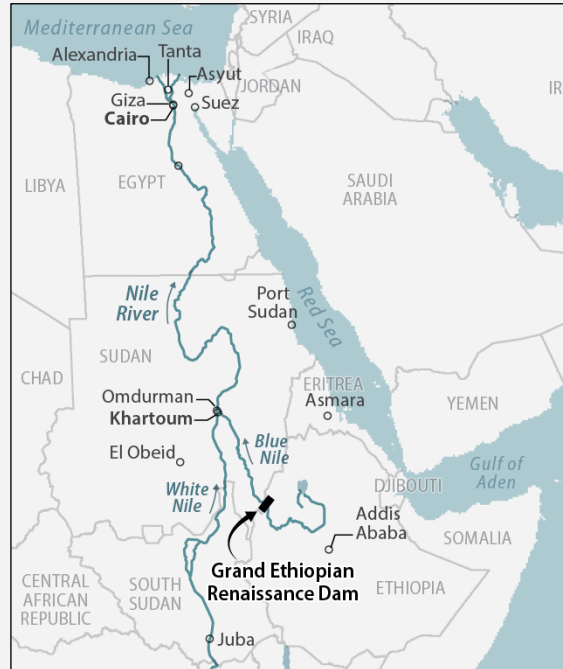 SYRIA
Mediterranean Sea
IRAQ
Alexandria
Tanta
Asyut
JORDAN
IR
Giza
Cairo
Suez
LIBYA
EGYPT
SAUDI
ARABIA
Nile
River
Port
Sudan
Red Sea
SUDAN
CHAD
ERITREA
Asmara
Omdurman
Khartoum
YEMEN
Blue
Nile
El Obeid
Gulf of
Aden
White
Nile
DJIBOUTI
Addis
Ababa
SOMALIA
Grand Ethiopian
Renaissance Dam
CENTRAL
AFRICAN
REPUBLIC
SOUTH
SUDAN
ETHIOPIA
Juba